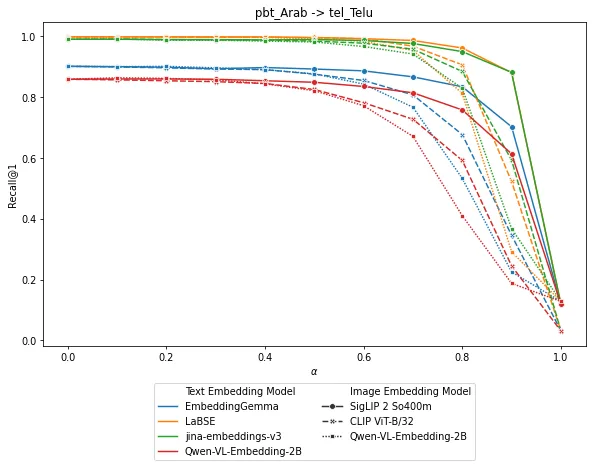 pbt_Arab -> tel_Telu
1.0
0.8
0.6
0.4
0.2
0.0
Recall@1
0.0 0.2 0.4 0.6 0.8 1.0
α
Text Embedding Model
EmbeddingGemma
LaBSE
jina-embeddings-v3
Qwen-VL-Embedding-2B
Image Embedding Model
SigLIP 2 So400m
CLIP ViT-B/32
Qwen-VL-Embedding-2B